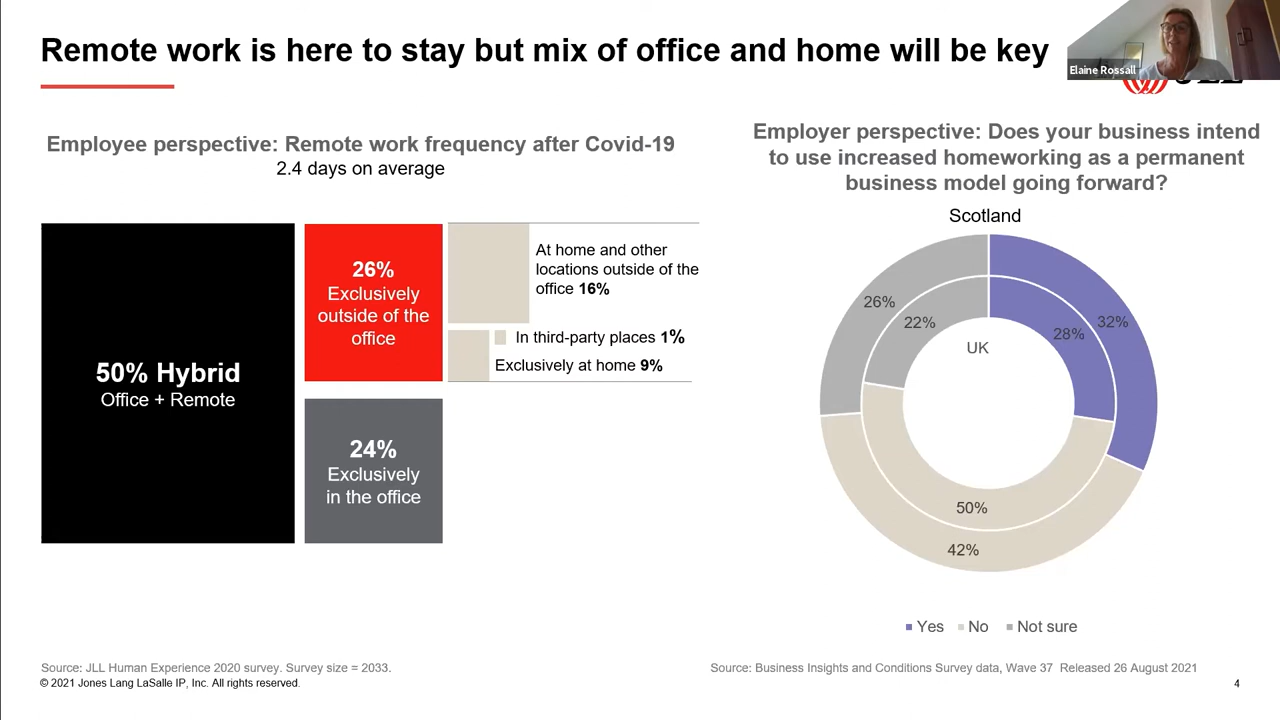 Remote work is here to stay but mix of office and home will be key
Elaine Rossall
JLL
Employee perspective: Remote work frequency after Covid-19
2.4 days on average
50% Hybrid
Office + Remote
26%
Exclusively
outside of the
office
24%
Exclusively
in the office
At home and other
locations outside of the
office 16%
In third-party places 1%
Exclusively at home 9%
Employer perspective: Does your business intend
to use increased homeworking as a permanent
business model going forward?
Scotland
26%
22%
28%
32%
UK
50%
42%
Yes
No
Not sure
Source: JLL Human Experience 2020 survey. Survey size = 2033.
© 2021 Jones Lang LaSalle IP, Inc. All rights reserved.
Source: Business Insights and Conditions Survey data, Wave 37 Released 26 August 2021
4